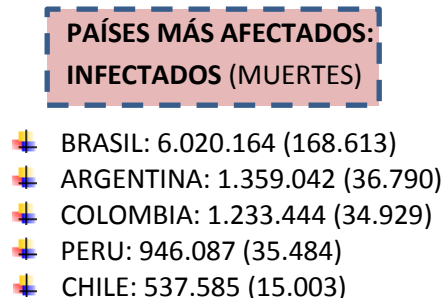 PAÍSES MÁS AFECTADOS:
INFECTADOS (MUERTES)
BRASIL: 6.020.164 (168.613)
ARGENTINA: 1.359.042 (36.790)
COLOMBIA: 1.233.444 (34.929)
PERU: 946.087 (35.484)
CHILE: 537.585 (15.003)